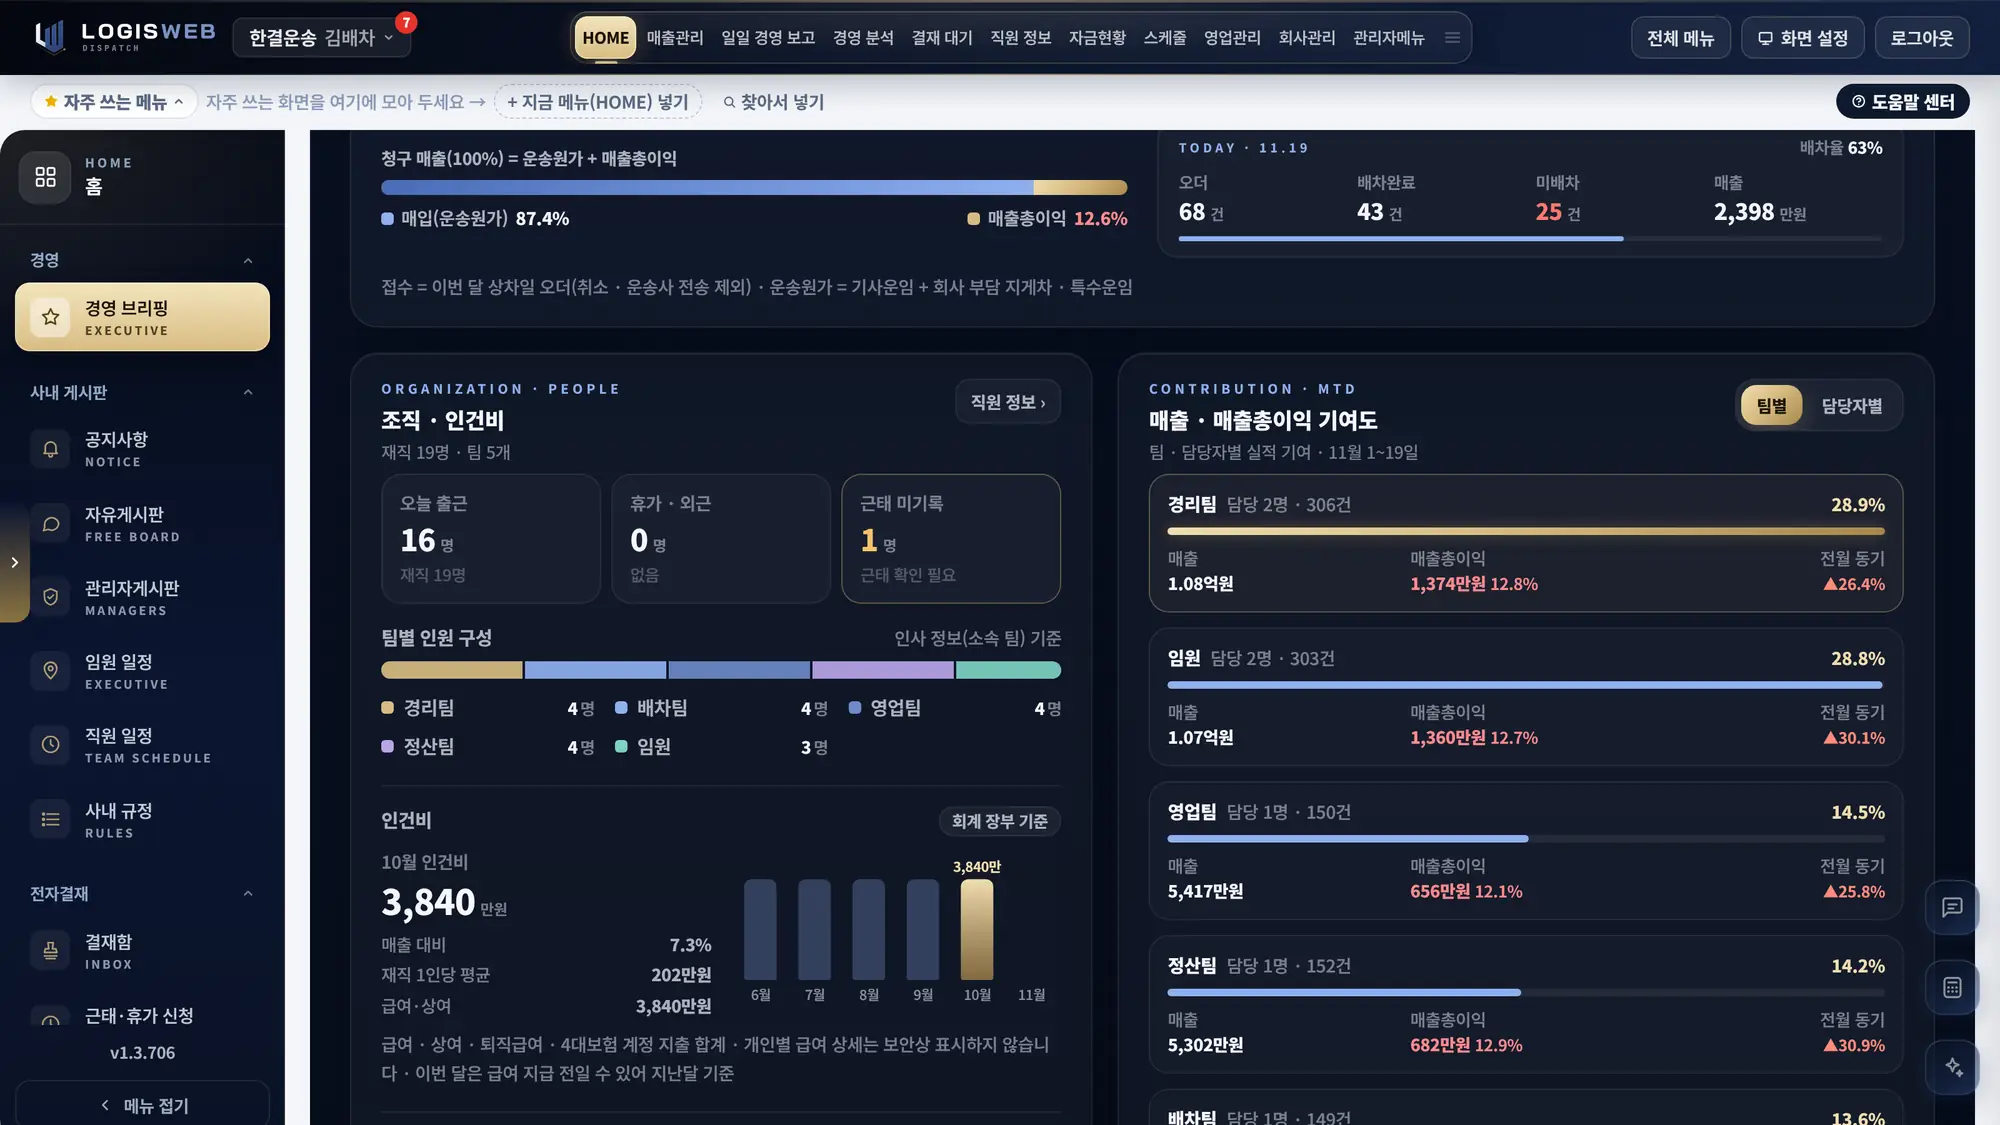 LOGISWEB
DISPATCH
한결운송 김배차
7
HOME
매출관리
일일 경영 보고
경영 분석
결재 대기
직원 정보
자금현황
스케줄
영업관리
회사관리
관리자메뉴
전체 메뉴
화면 설정
로그아웃
자주 쓰는 메뉴
자주 쓰는 화면을 여기에 모아 두세요 →
+ 지금 메뉴(HOME) 넣기
찾아서 넣기
도움말 센터
HOME
홈
경영
경영 브리핑
EXECUTIVE
사내 게시판
공지사항
NOTICE
자유게시판
FREE BOARD
관리자게시판
MANAGERS
임원 일정
EXECUTIVE
직원 일정
TEAM SCHEDULE
사내 규정
RULES
전자결재
결재함
INBOX
근태·휴가 신청
v1.3.706
메뉴 접기
청구 매출(100%) = 운송원가 + 매출총이익
매입(운송원가) 87.4%
매출총이익 12.6%
TODAY · 11.19
배차율 63%
오더
68 건
배차완료
43 건
미배차
25 건
매출
2,398 만원
접수 = 이번 달 상차일 오더(취소 · 운송사 전송 제외) · 운송원가 = 기사운임 + 회사 부담 지게차 · 특수운임
ORGANIZATION · PEOPLE
조직 · 인건비
재직 19명 · 팀 5개
직원 정보 ›
오늘 출근
16 명
재직 19명
휴가 · 외근
0 명
없음
근태 미기록
1 명
근태 확인 필요
팀별 인원 구성
인사 정보(소속 팀) 기준
경리팀 4명
배차팀 4명
영업팀 4명
정산팀 4명
임원 3명
인건비
회계 장부 기준
10월 인건비
3,840 만원
매출 대비 7.3%
재직 1인당 평균 202만원
급여·상여 3,840만원
3,840만
6월 7월 8월 9월 10월 11월
급여 · 상여 · 퇴직급여 · 4대보험 계정 지출 합계 · 개인별 급여 상세는 보안상 표시하지 않습니
다 · 이번 달은 급여 지급 전일 수 있어 지난달 기준
CONTRIBUTION · MTD
매출 · 매출총이익 기여도
팀 · 담당자별 실적 기여 · 11월 1~19일
팀별
담당자별
경리팀 담당 2명 · 306건 28.9%
매출 매출총이익 전월 동기
1.08억원 1,374만원 12.8% ▲26.4%
임원 담당 2명 · 303건 28.8%
매출 매출총이익 전월 동기
1.07억원 1,360만원 12.7% ▲30.1%
영업팀 담당 1명 · 150건 14.5%
매출 매출총이익 전월 동기
5,417만원 656만원 12.1% ▲25.8%
정산팀 담당 1명 · 152건 14.2%
매출 매출총이익 전월 동기
5,302만원 682만원 12.9% ▲30.9%
배차팀 담당 1명 · 149건 13.6%